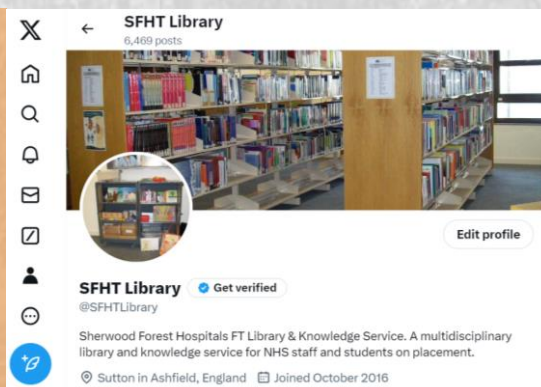 SFHT Library
6,469 posts
Edit profile
SFHT Library Get verified
@SFHTLibrary
Sherwood Forest Hospitals FT Library & Knowledge Service. A multidisciplinary
library and knowledge service for NHS staff and students on placement.
Sutton in Ashfield, England Joined October 2016